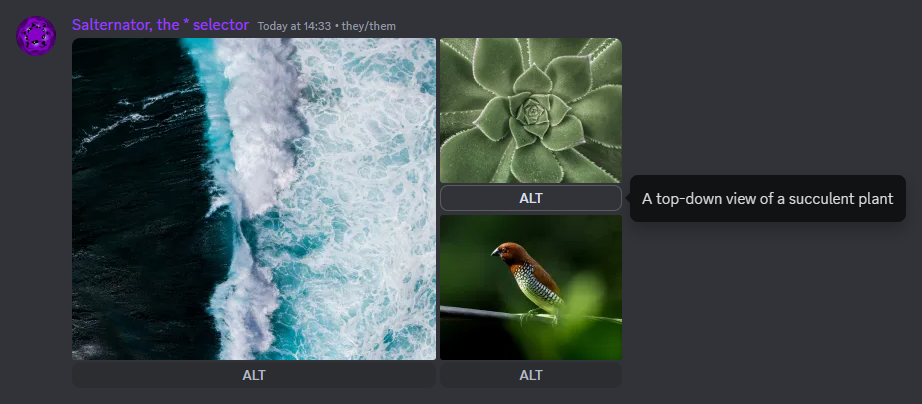 Salternator, the * selector Today at 14:33 • they/them
ALT
A top-down view of a succulent plant
ALT
ALT